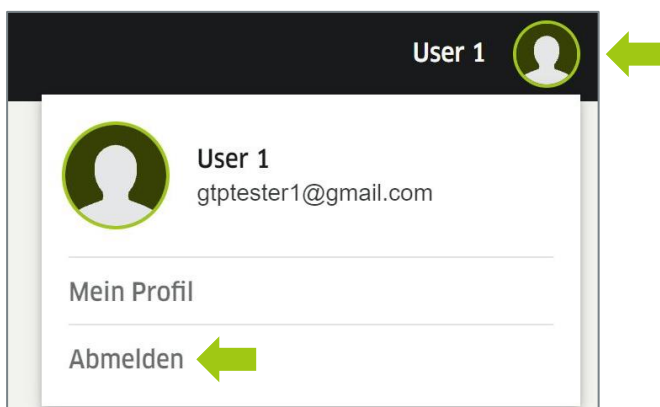 User 1
User 1
gtptester1@gmail.com
Mein Profil
Abmelden